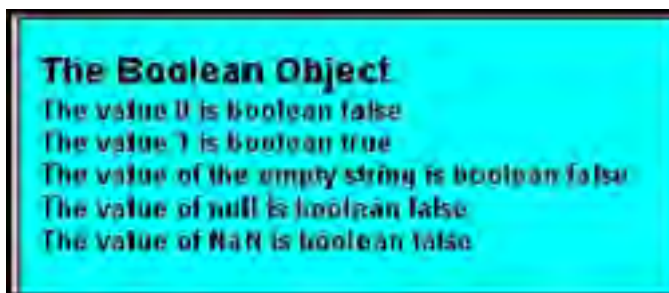 The Boolean Object
The value 0 is boolean false
The value 1 is boolean true
The value of the empty string is boolean false
The value of null is boolean false
The value of NaN is boolean false